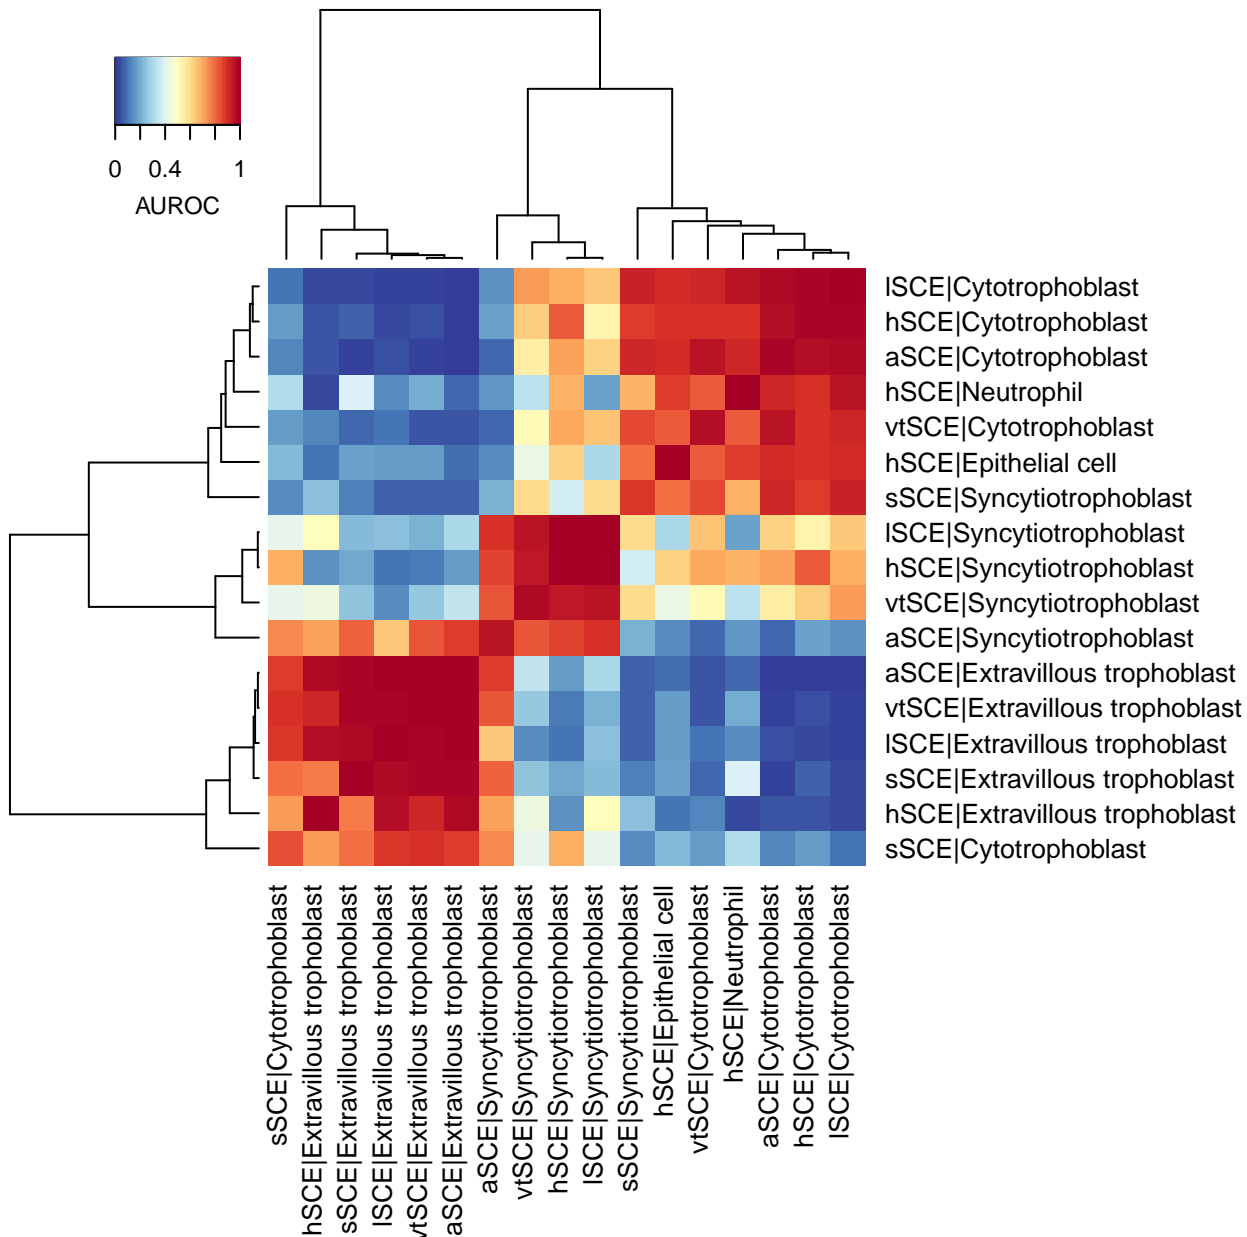 0 0.4 1
AUROC
lSCE|Cytotrophoblast
hSCE|Cytotrophoblast
aSCE|Cytotrophoblast
hSCE|Neutrophil
vtSCE|Cytotrophoblast
hSCE|Epithelial cell
sSCE|Syncytiotrophoblast
lSCE|Syncytiotrophoblast
hSCE|Syncytiotrophoblast
vtSCE|Syncytiotrophoblast
aSCE|Syncytiotrophoblast
aSCE|Extravillous trophoblast
vtSCE|Extravillous trophoblast
lSCE|Extravillous trophoblast
sSCE|Extravillous trophoblast
hSCE|Extravillous trophoblast
sSCE|Cytotrophoblast
sSCE|Cytotrophoblast
hSCE|Extravillous trophoblast
sSCE|Extravillous trophoblast
lSCE|Extravillous trophoblast
vtSCE|Extravillous trophoblast
aSCE|Extravillous trophoblast
aSCE|Syncytiotrophoblast
vtSCE|Syncytiotrophoblast
hSCE|Syncytiotrophoblast
lSCE|Syncytiotrophoblast
sSCE|Syncytiotrophoblast
hSCE|Epithelial cell
vtSCE|Cytotrophoblast
hSCE|Neutrophil
aSCE|Cytotrophoblast
hSCE|Cytotrophoblast
lSCE|Cytotrophoblast